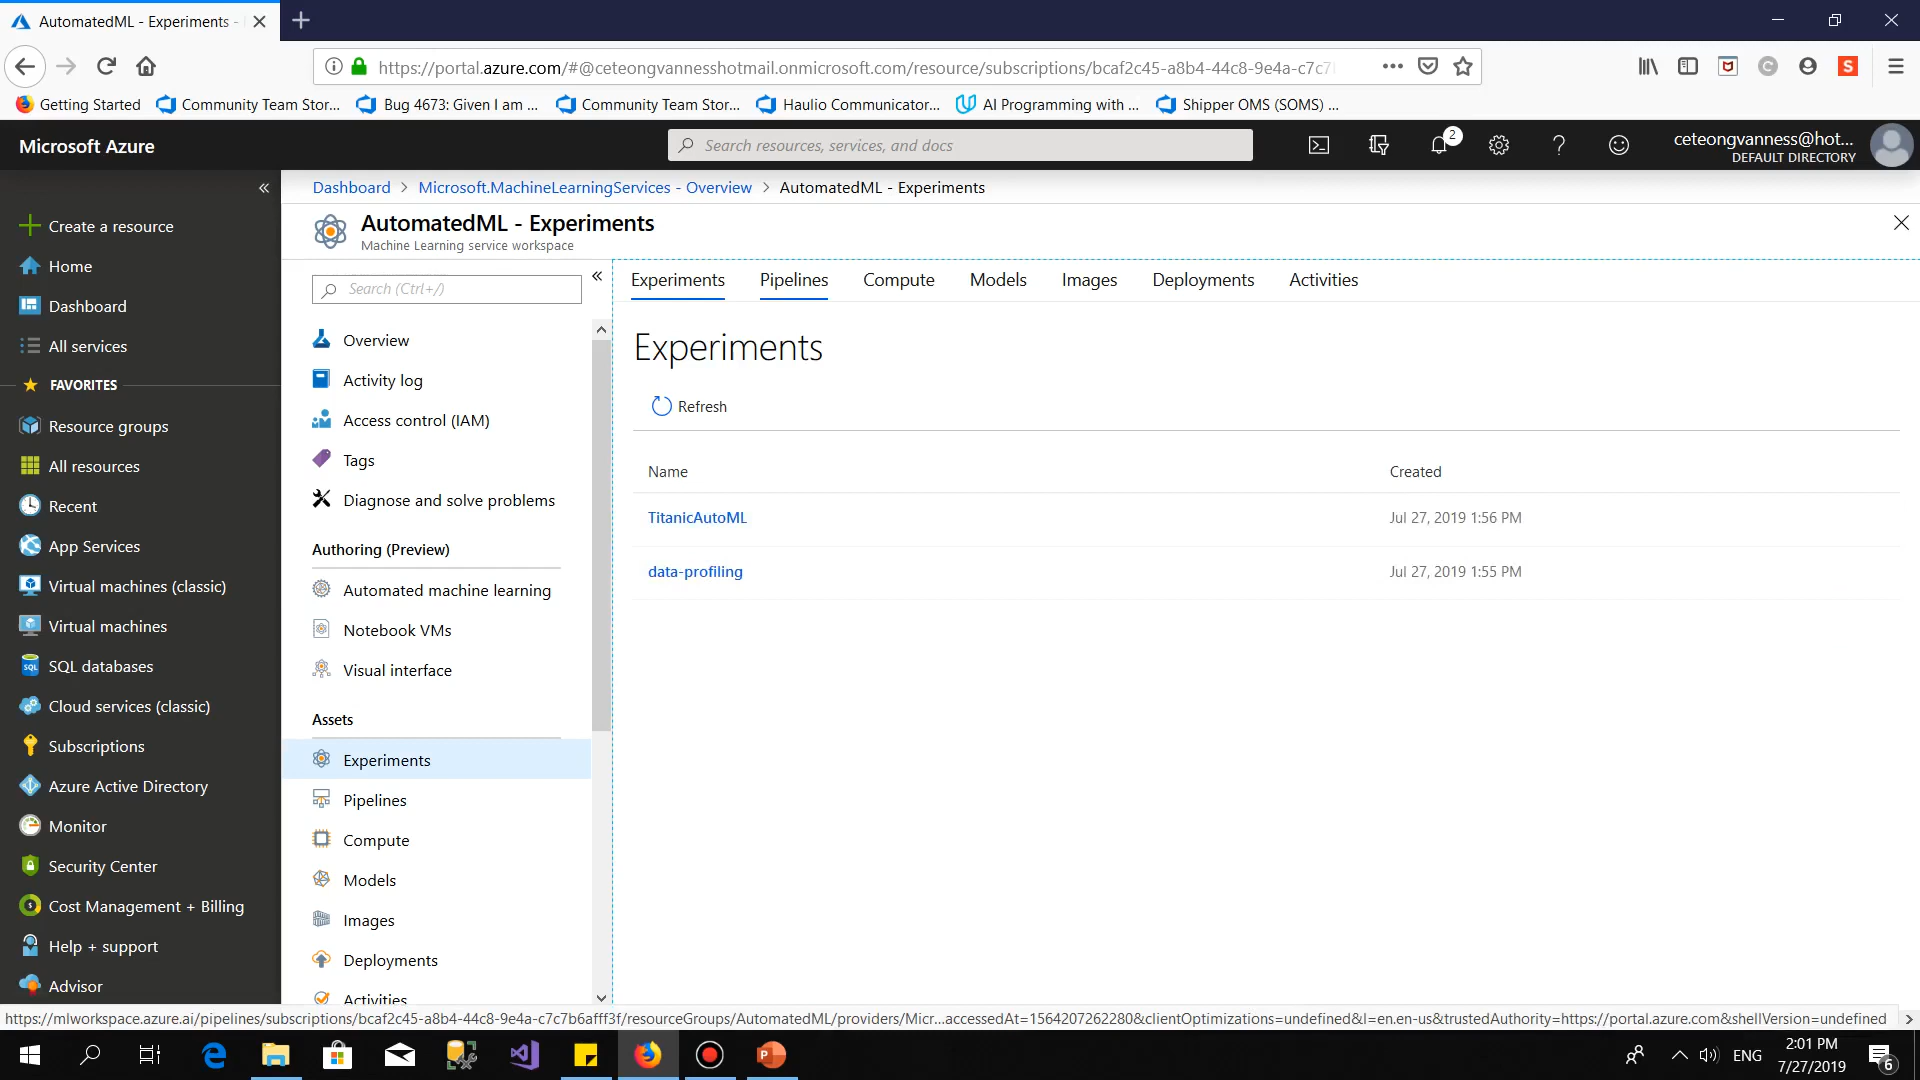 AutomatedML - Experiments -
https://portal.azure.com/#@ceteongvannesshotmail.onmicrosoft.com/resource/subscriptions/bcaf2c45-a8b4-44c8-9e4a-c7c7
Getting Started
Community Team Stor...
Bug 4673: Given I am ...
Community Team Stor...
Haulio Communicator...
AI Programming with ...
Shipper OMS (SOMS) ...
Microsoft Azure
Search resources, services, and docs
2
ceteongvanness@hot...
DEFAULT DIRECTORY
Dashboard > Microsoft.MachineLearningServices - Overview > AutomatedML - Experiments
AutomatedML - Experiments
Machine Learning service workspace
Create a resource
Home
Dashboard
All services
FAVORITES
Resource groups
All resources
Recent
App Services
Virtual machines (classic)
Virtual machines
SQL databases
Cloud services (classic)
Subscriptions
Azure Active Directory
Monitor
Security Center
Cost Management + Billing
Help + support
Advisor
Search (Ctrl+/)
Overview
Activity log
Access control (IAM)
Tags
Diagnose and solve problems
Authoring (Preview)
Automated machine learning
Notebook VMs
Visual interface
Assets
Experiments
Pipelines
Compute
Models
Images
Deployments
Activities
Experiments Pipelines Compute Models Images Deployments Activities
Experiments
Refresh
Name Created
TitanicAutoML Jul 27, 2019 1:56 PM
data-profiling Jul 27, 2019 1:55 PM
https://mlworkspace.azure.ai/pipelines/subscriptions/bcaf2c45-a8b4-44c8-9e4a-c7c7b6afff3f/resourceGroups/AutomatedML/providers/Micr...accessedAt=1564207262280&clientOptimizations=undefined&l=en.en-us&trustedAuthority=https://portal.azure.com&shellVersion=undefined
ENG
2:01 PM
7/27/2019
6